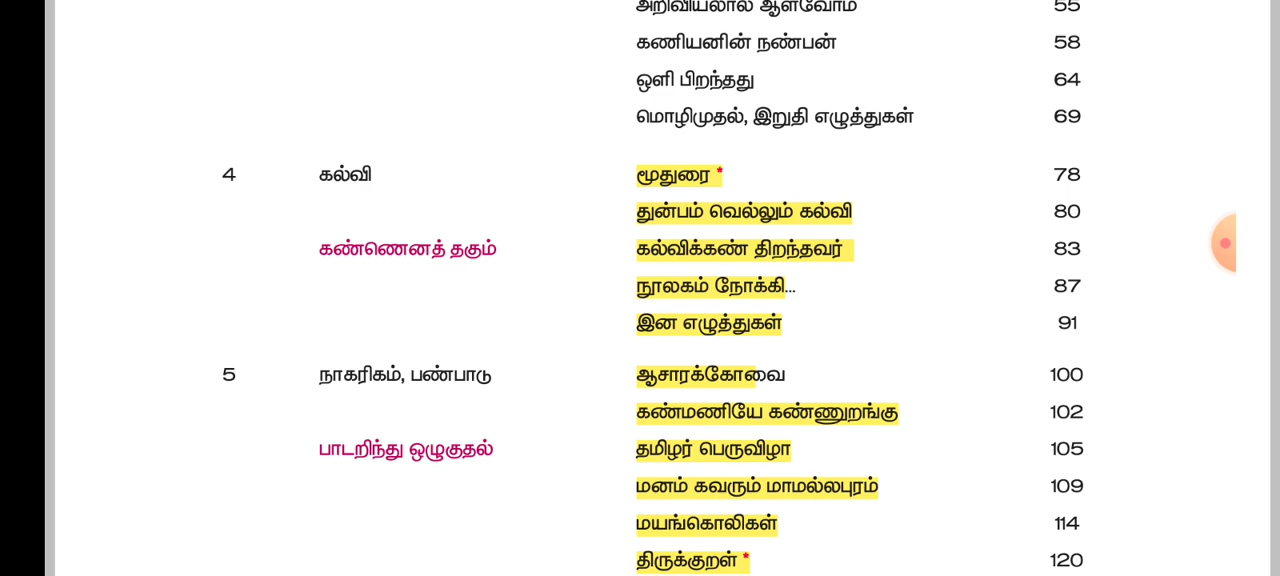 அறிவியலால் ஆள்வோம் 55
கணியனின் நண்பன் 58
ஒளி பிறந்தது 64
மொழிமுதல், இறுதி எழுத்துகள் 69
4 கல்வி மூதுரை * 78
துன்பம் வெல்லும் கல்வி 80
கண்ணெனத் தகும் கல்விக்கண் திறந்தவர் 83
நூலகம் நோக்கி... 87
இன எழுத்துகள் 91
5 நாகரிகம், பண்பாடு ஆசாரக்கோவை 100
கண்மணியே கண்ணுறங்கு 102
பாடறிந்து ஒழுகுதல் தமிழர் பெருவிழா 105
மனம் கவரும் மாமல்லபுரம் 109
மயங்கொலிகள் 114
திருக்குறள் * 120